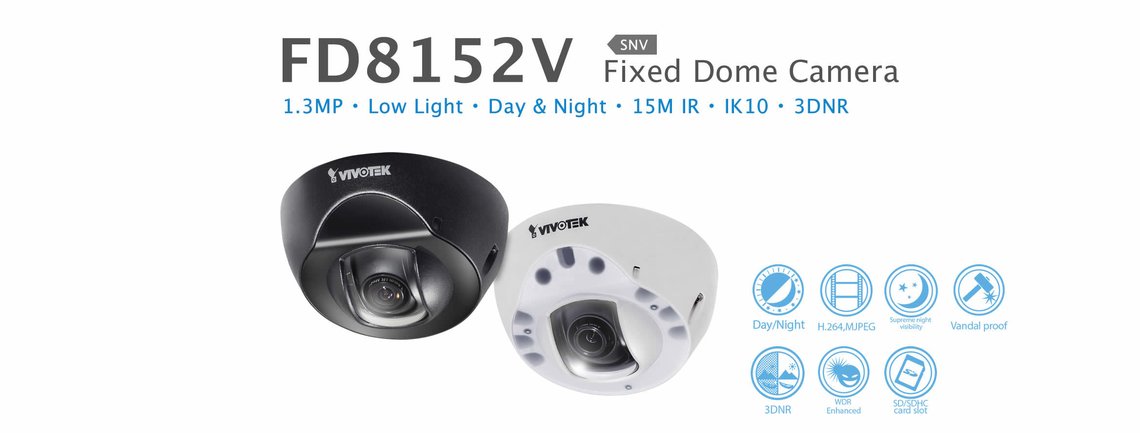 FD8152V
SNV
Fixed Dome Camera
1.3MP • Low Light • Day & Night • 15M IR • IK10 • 3DNR
VIVOTEK
VIVOTEK
Day/Night
H.264,MJPEG
Supreme night
visibility
Vandal proof
3DNR
WDR
Enhanced
SD/SDHC
card slot